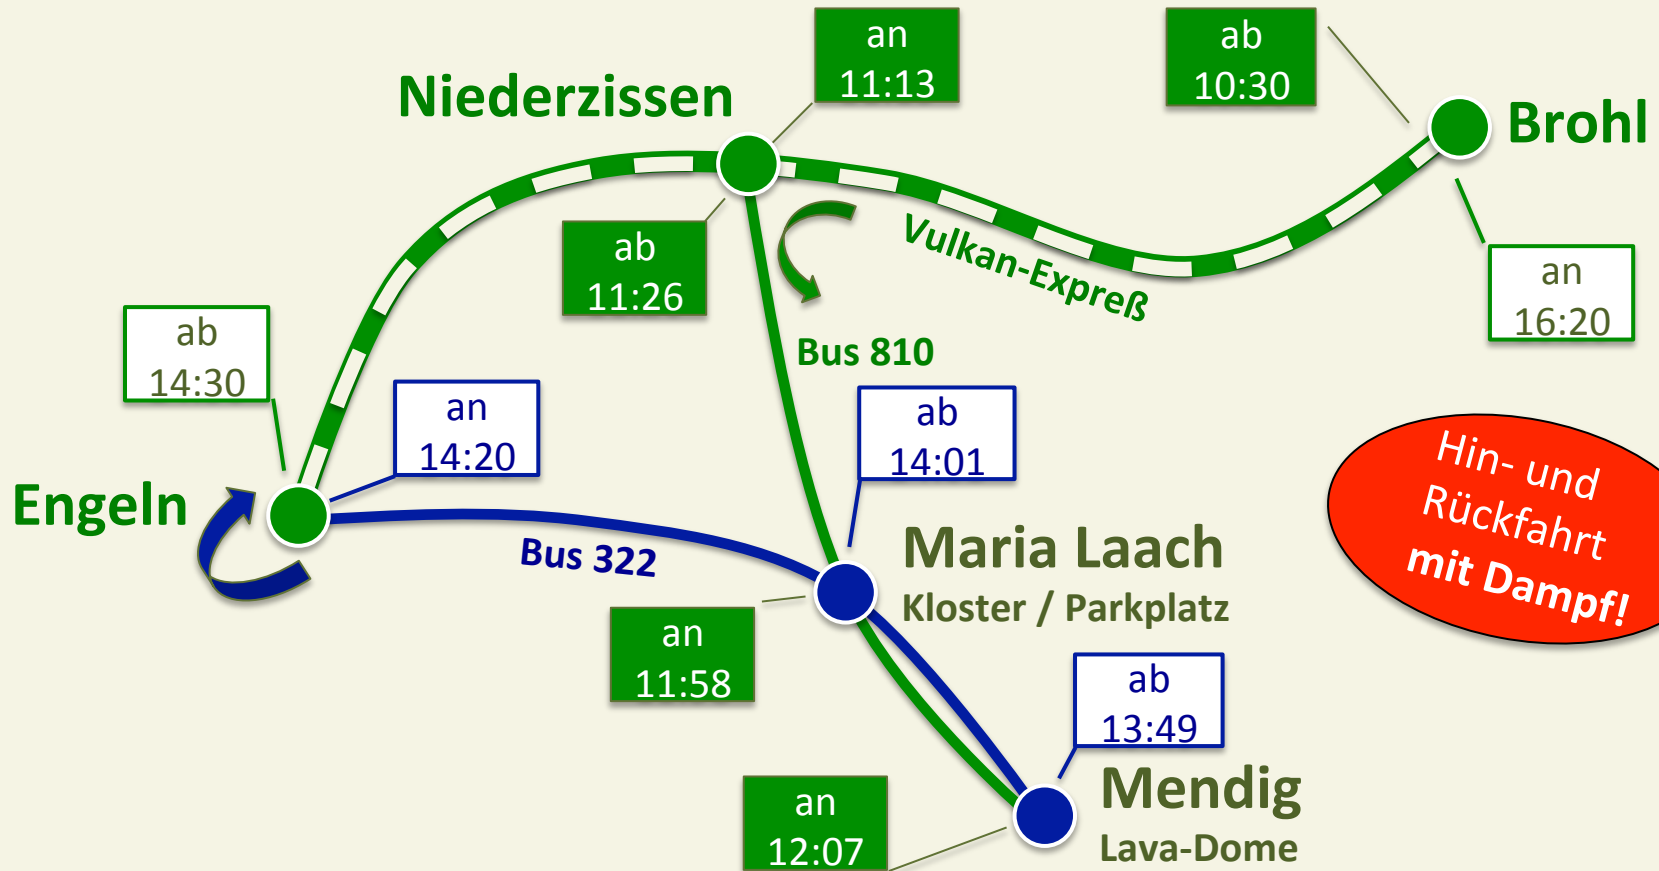 an
11:13
ab
10:30
Niederzissen
Brohl
ab
11:26
Vulkan-Expreß
an
16:20
ab
14:30
Bus 810
an
14:20
ab
14:01
Engeln
Bus 322
Maria Laach
Kloster / Parkplatz
Hin- und
Rückfahrt
mit Dampf!
an
11:58
ab
13:49
Mendig
Lava-Dome
an
12:07